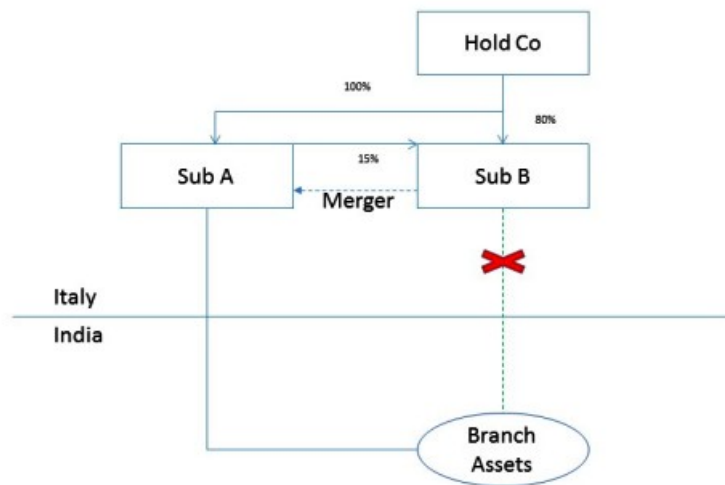 Hold Co
100%
80%
Sub A
15%
Sub B
Merger
Italy
India
Branch
Assets